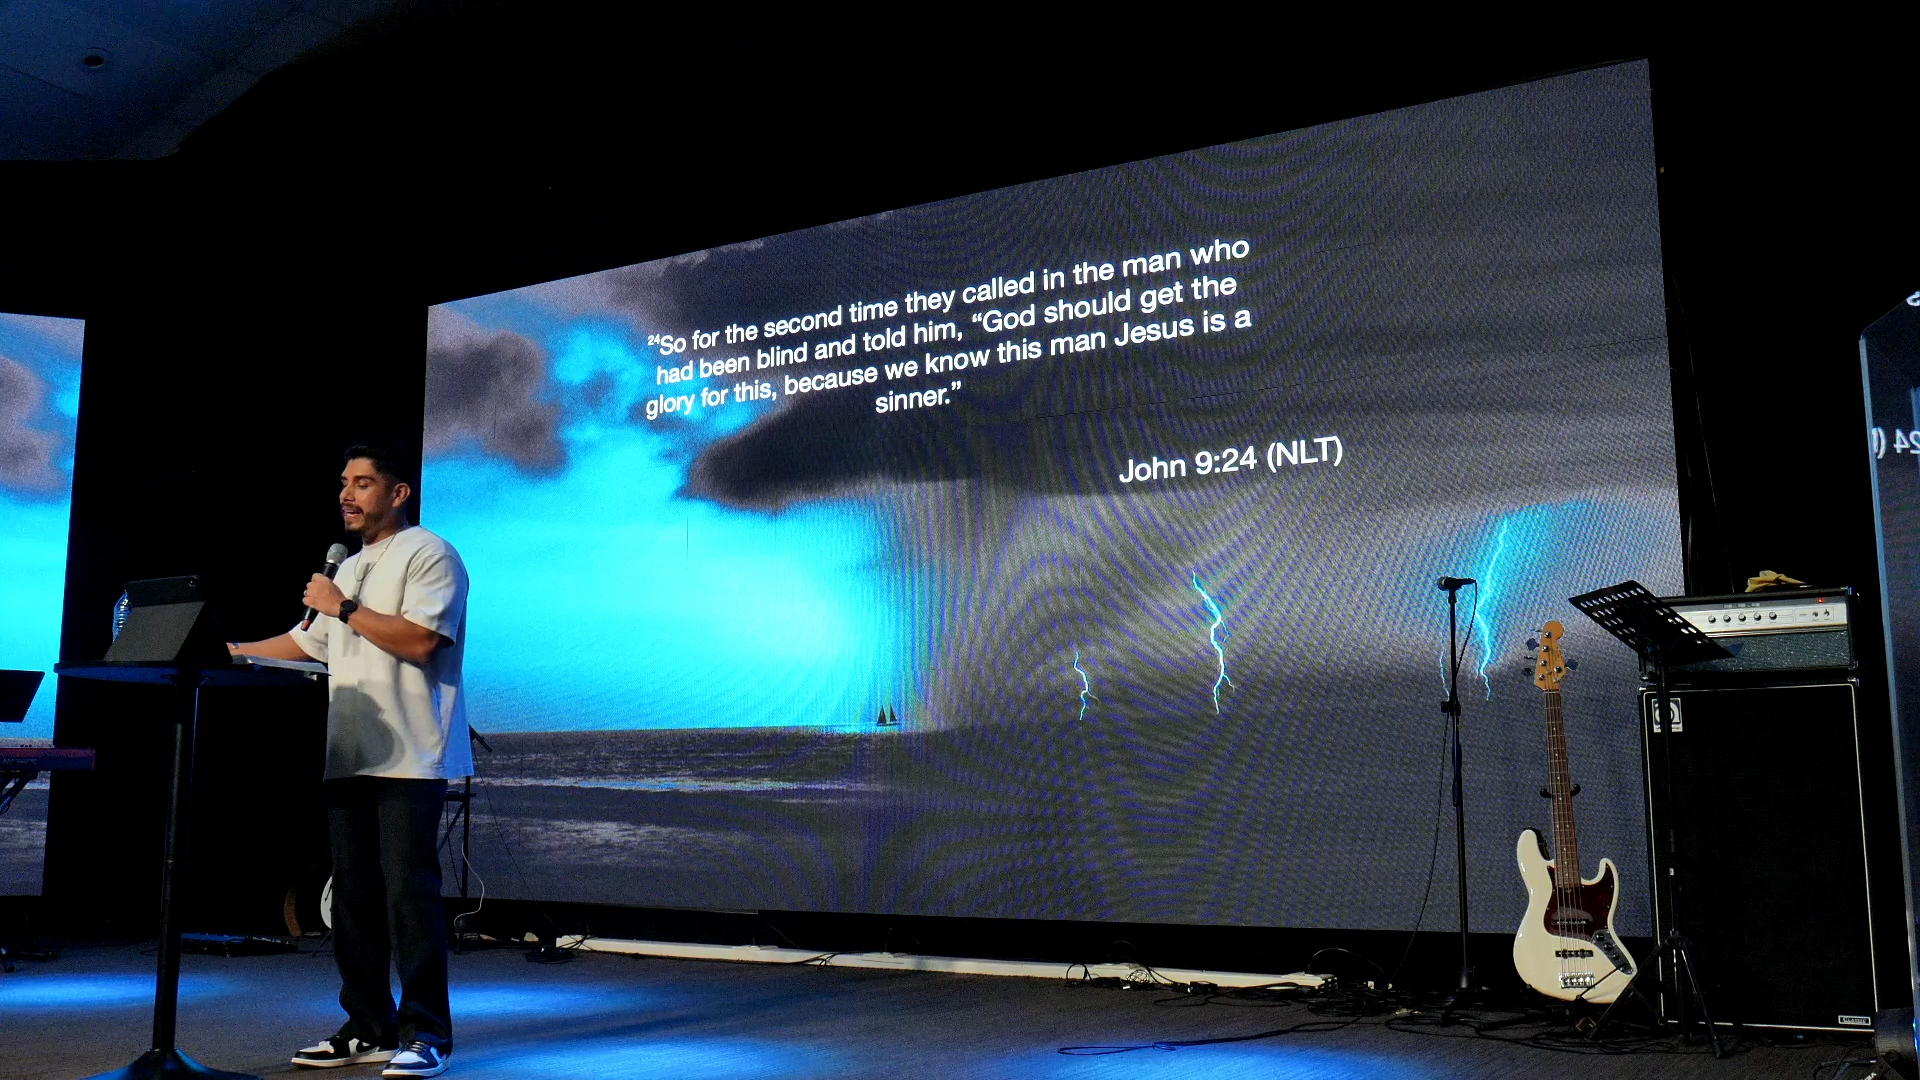 ²⁴So for the second time they called in the man who
had been blind and told him, “God should get the
glory for this, because we know this man Jesus is a
sinner.”
John 9:24 (NLT)